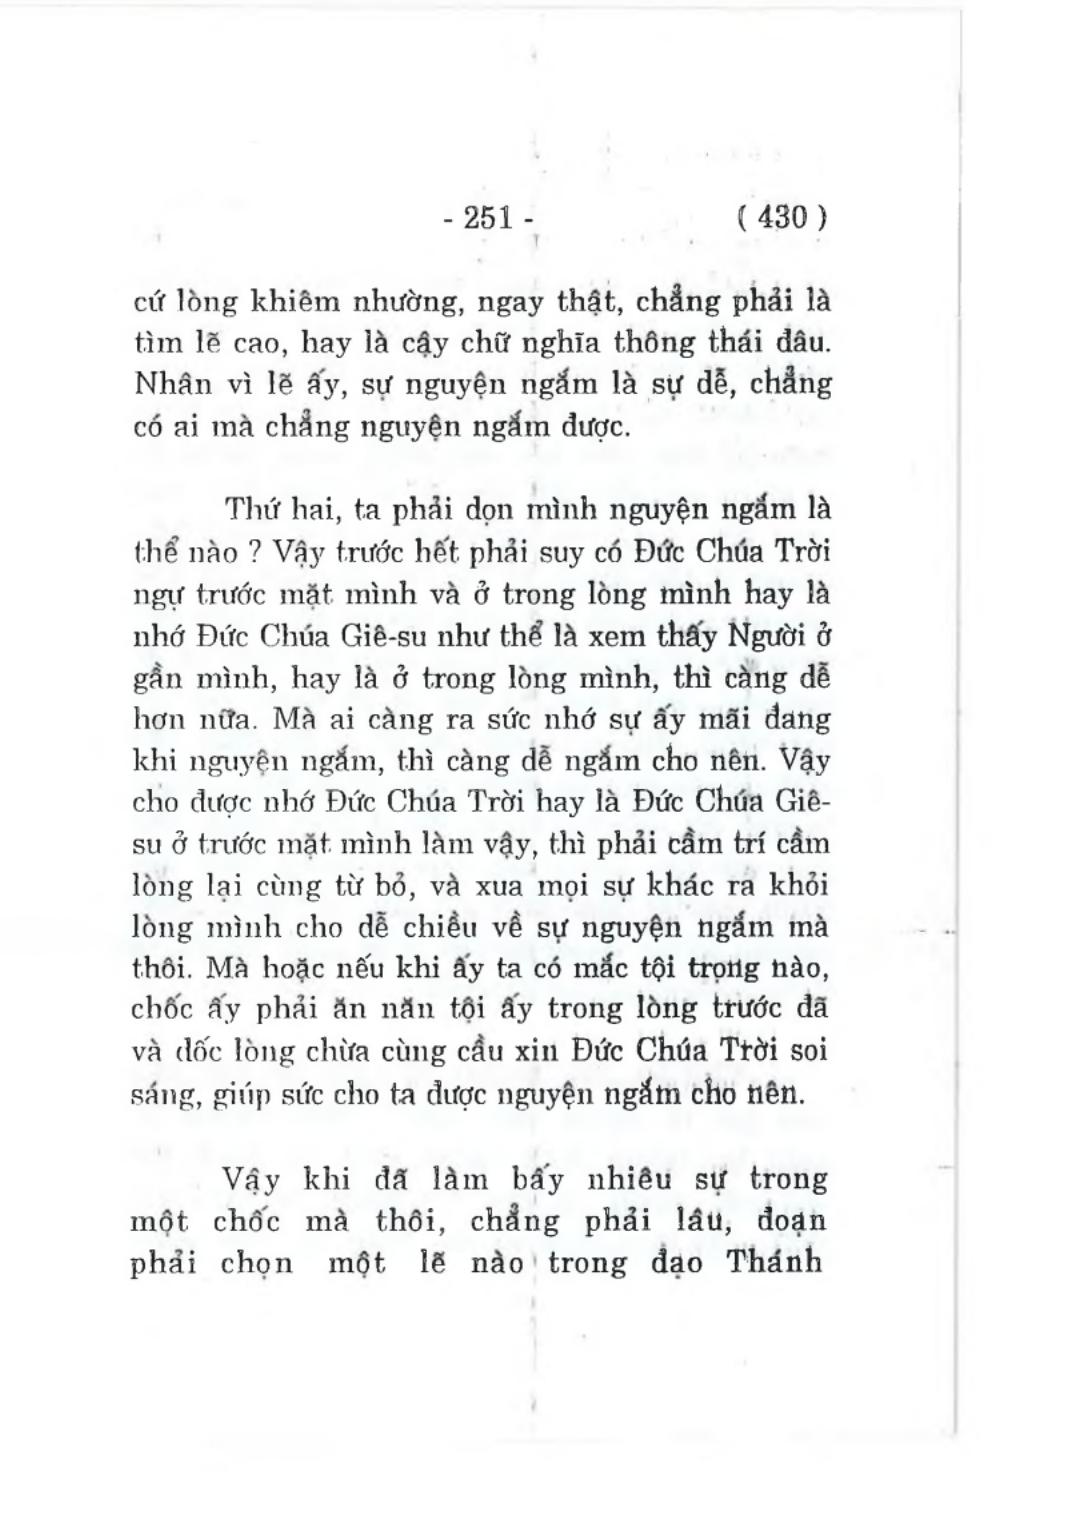 - 251 - ( 430 )
cứ lòng khiêm nhường, ngay thật, chẳng phải là
tìm lẽ cao, hay là cậy chữ nghĩa thông thái đâu.
Nhân vì lẽ ấy, sự nguyện ngắm là sự dễ, chẳng
có ai mà chẳng nguyện ngắm được.
Thứ hai, ta phải dọn mình nguyện ngắm là
thể nào ? Vậy trước hết phải suy có Đức Chúa Trời
ngự trước mặt mình và ở trong lòng mình hay là
nhớ Đức Chúa Giê-su như thể là xem thấy Người ở
gần mình, hay là ở trong lòng mình, thì càng dễ
hơn nữa. Mà ai càng ra sức nhớ sự ấy mãi đang
khi nguyện ngắm, thì càng dễ ngắm cho nên. Vậy
cho được nhớ Đức Chúa Trời hay là Đức Chúa Giê-
su ở trước mặt mình làm vậy, thì phải cầm trí cầm
lòng lại cùng từ bỏ, và xua mọi sự khác ra khỏi
lòng mình cho dễ chiều về sự nguyện ngắm mà
thôi. Mà hoặc nếu khi ấy ta có mắc tội trọng nào,
chốc ấy phải ăn năn tội ấy trong lòng trước đã
và dốc lòng chừa cùng cầu xin Đức Chúa Trời soi
sáng, giúp sức cho ta được nguyện ngắm cho nên.
Vậy khi đã làm bấy nhiêu sự trong
một chốc mà thôi, chẳng phải lâu, đoạn
phải chọn một lẽ nào trong đạo Thánh